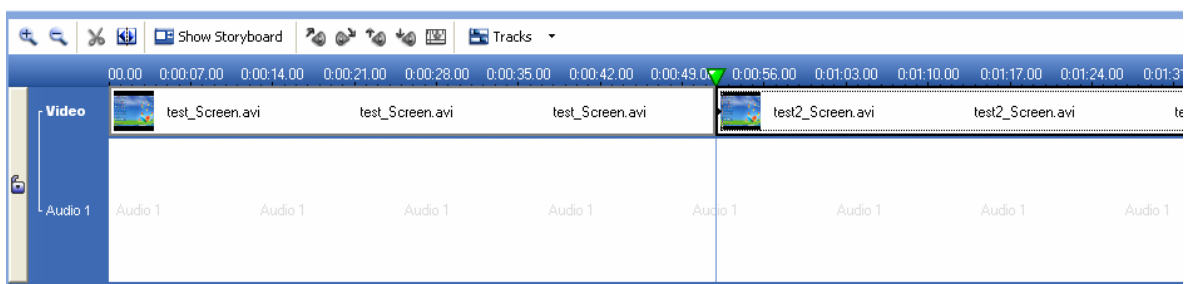 Show Storyboard Tracks
00.00 0:00:07.00 0:00:14.00 0:00:21.00 0:00:28.00 0:00:35.00 0:00:42.00 0:00:49.0 0:00:56.00 0:01:03.00 0:01:10.00 0:01:17.00 0:01:24.00 0:01:31
Video test_Screen.avi test_Screen.avi test_Screen.avi test2_Screen.avi test2_Screen.avi te
Audio 1 Audio 1 Audio 1 Audio 1 Audio 1 Audio 1 Audio 1 Audio 1 Audio 1